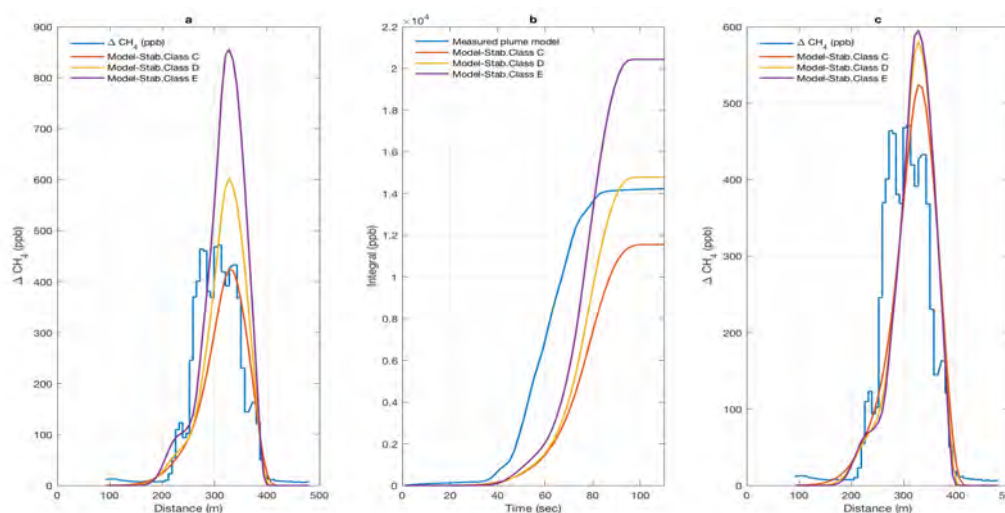 a
900
800
700
600
500
400
300
200
100
0
Δ CH4 (ppb)
0 100 200 300 400 500
Distance (m)
Δ CH4 (ppb)
Model-Stab.Class C
Model-Stab.Class D
Model-Stab.Class E
b
×10^4
2.2
2
1.8
1.6
1.4
1.2
1
0.8
0.6
0.4
0.2
0
Integral (ppb)
0 20 40 60 80 100
Time (sec)
Measured plume model
Model-Stab.Class C
Model-Stab.Class D
Model-Stab.Class E
c
600
500
400
300
200
100
0
Δ CH4 (ppb)
0 100 200 300 400
Distance (m)
Δ CH4 (ppb)
Model-Stab.Class C
Model-Stab.Class D
Model-Stab.Class E